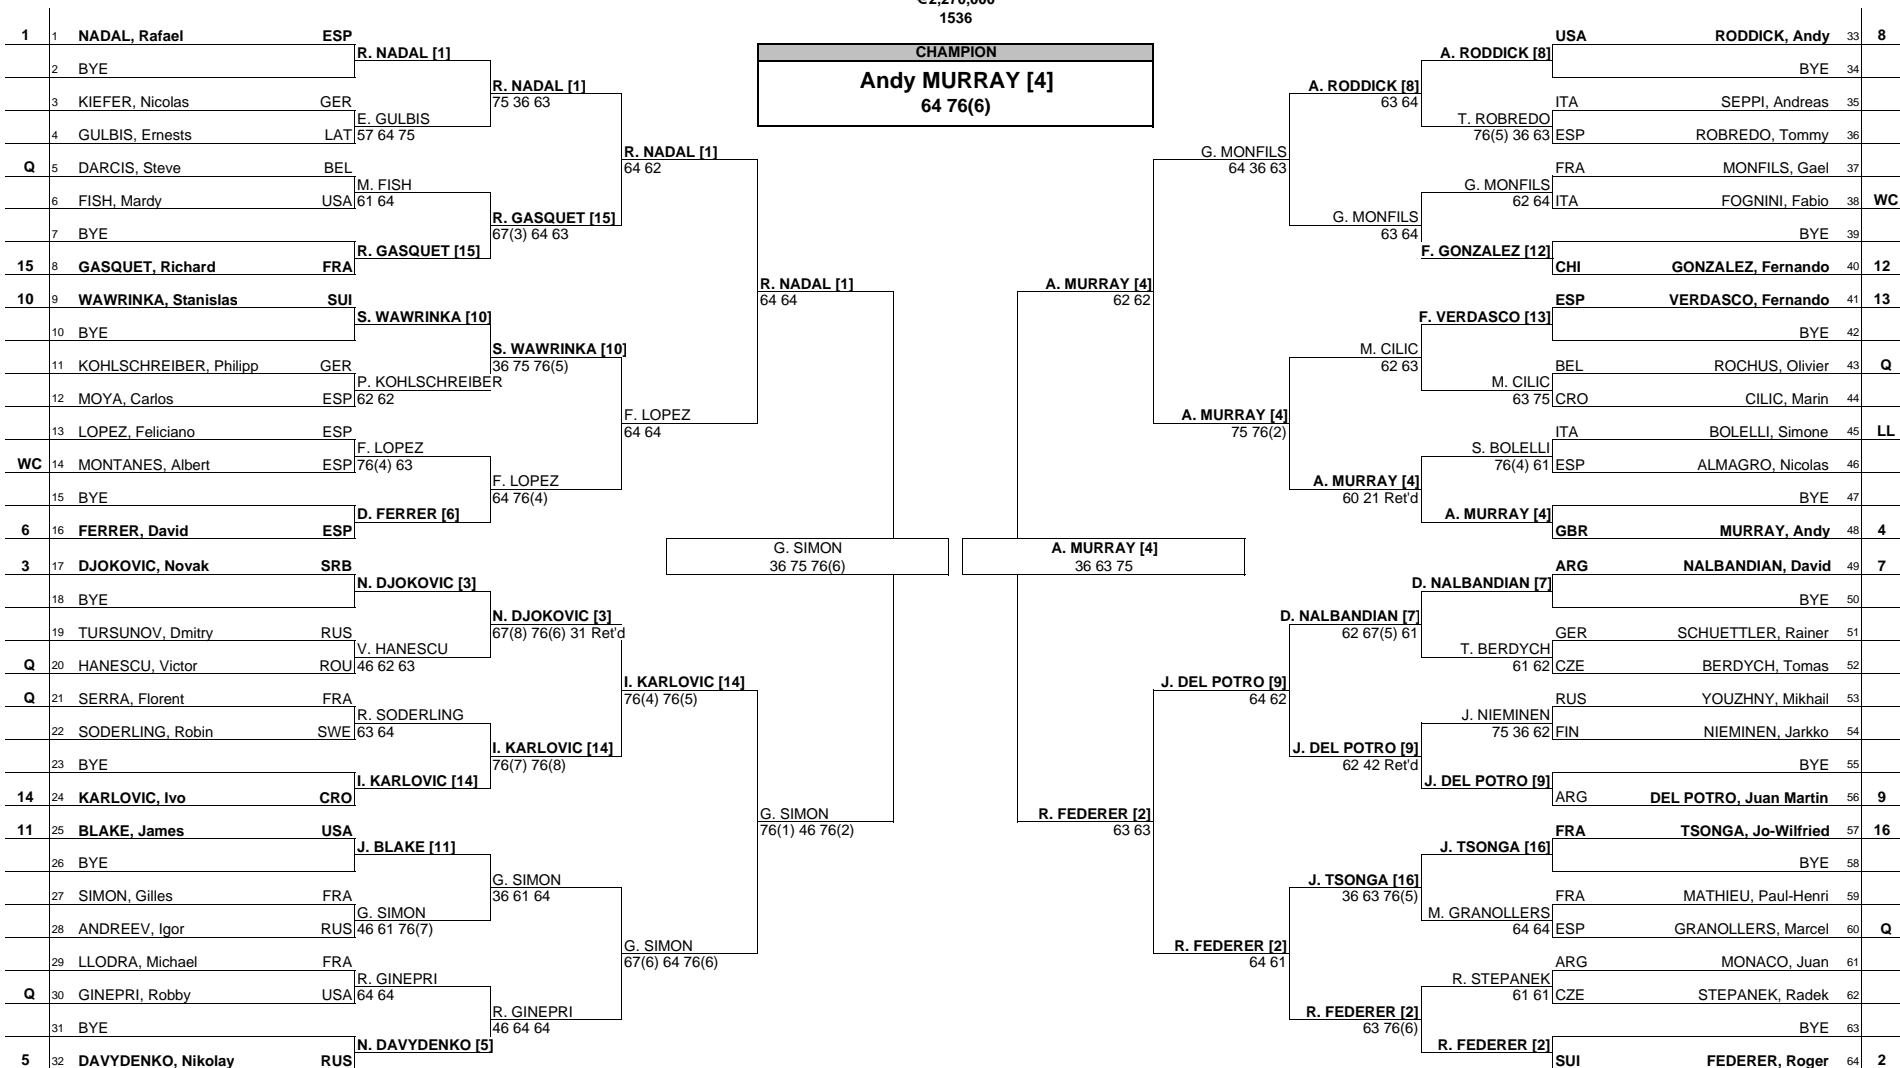 1536
CHAMPION
Andy MURRAY [4]
64 76(6)
1 1 NADAL, Rafael ESP
2 BYE
3 KIEFER, Nicolas GER
4 GULBIS, Ernests LAT
Q 5 DARCIS, Steve BEL
6 FISH, Mardy USA
7 BYE
15 8 GASQUET, Richard FRA
10 9 WAWRINKA, Stanislas SUI
10 BYE
11 KOHLSCHREIBER, Philipp GER
12 MOYA, Carlos ESP
13 LOPEZ, Feliciano ESP
WC 14 MONTANES, Albert ESP
15 BYE
6 16 FERRER, David ESP
3 17 DJOKOVIC, Novak SRB
18 BYE
19 TURSUNOV, Dmitry RUS
Q 20 HANESCU, Victor ROU
Q 21 SERRA, Florent FRA
22 SODERLING, Robin SWE
23 BYE
14 24 KARLOVIC, Ivo CRO
11 25 BLAKE, James USA
26 BYE
27 SIMON, Gilles FRA
28 ANDREEV, Igor RUS
29 LLODRA, Michael FRA
Q 30 GINEPRI, Robby USA
31 BYE
5 32 DAVYDENKO, Nikolay RUS
R. NADAL [1]
E. GULBIS
57 64 75
M. FISH
61 64
R. GASQUET [15]
S. WAWRINKA [10]
P. KOHLSCHREIBER
62 62
F. LOPEZ
76(4) 63
D. FERRER [6]
N. DJOKOVIC [3]
V. HANESCU
46 62 63
R. SODERLING
63 64
I. KARLOVIC [14]
J. BLAKE [11]
G. SIMON
46 61 76(7)
R. GINEPRI
64 64
N. DAVYDENKO [5]
R. NADAL [1]
75 36 63
R. GASQUET [15]
67(3) 64 63
S. WAWRINKA [10]
36 75 76(5)
F. LOPEZ
64 76(4)
N. DJOKOVIC [3]
67(8) 76(6) 31 Ret'd
I. KARLOVIC [14]
76(7) 76(8)
G. SIMON
36 61 64
R. GINEPRI
46 64 64
R. NADAL [1]
64 62
F. LOPEZ
64 64
I. KARLOVIC [14]
76(4) 76(5)
G. SIMON
67(6) 64 76(6)
R. NADAL [1]
64 64
G. SIMON
76(1) 46 76(2)
G. SIMON
36 75 76(6)
A. MURRAY [4]
36 63 75
A. MURRAY [4]
62 62
R. FEDERER [2]
63 63
G. MONFILS
64 36 63
A. MURRAY [4]
75 76(2)
J. DEL POTRO [9]
64 62
R. FEDERER [2]
64 61
A. RODDICK [8]
63 64
G. MONFILS
63 64
M. CILIC
62 63
A. MURRAY [4]
60 21 Ret'd
D. NALBANDIAN [7]
62 67(5) 61
J. DEL POTRO [9]
62 42 Ret'd
J. TSONGA [16]
36 63 76(5)
R. FEDERER [2]
63 76(6)
A. RODDICK [8]
T. ROBREDO
76(5) 36 63
G. MONFILS
62 64
F. GONZALEZ [12]
F. VERDASCO [13]
M. CILIC
63 75
S. BOLELLI
76(4) 61
A. MURRAY [4]
D. NALBANDIAN [7]
T. BERDYCH
61 62
J. NIEMINEN
75 36 62
J. DEL POTRO [9]
J. TSONGA [16]
M. GRANOLLERS
64 64
R. STEPANEK
61 61
R. FEDERER [2]
USA RODDICK, Andy 33 8
BYE 34
ITA SEPPI, Andreas 35
ESP ROBREDO, Tommy 36
FRA MONFILS, Gael 37
ITA FOGNINI, Fabio 38 WC
BYE 39
CHI GONZALEZ, Fernando 40 12
ESP VERDASCO, Fernando 41 13
BYE 42
BEL ROCHUS, Olivier 43 Q
CRO CILIC, Marin 44
ITA BOLELLI, Simone 45 LL
ESP ALMAGRO, Nicolas 46
BYE 47
GBR MURRAY, Andy 48 4
ARG NALBANDIAN, David 49 7
BYE 50
GER SCHUETTLER, Rainer 51
CZE BERDYCH, Tomas 52
RUS YOUZHNY, Mikhail 53
FIN NIEMINEN, Jarkko 54
BYE 55
ARG DEL POTRO, Juan Martin 56 9
FRA TSONGA, Jo-Wilfried 57 16
BYE 58
FRA MATHIEU, Paul-Henri 59
ESP GRANOLLERS, Marcel 60 Q
ARG MONACO, Juan 61
CZE STEPANEK, Radek 62
BYE 63
SUI FEDERER, Roger 64 2